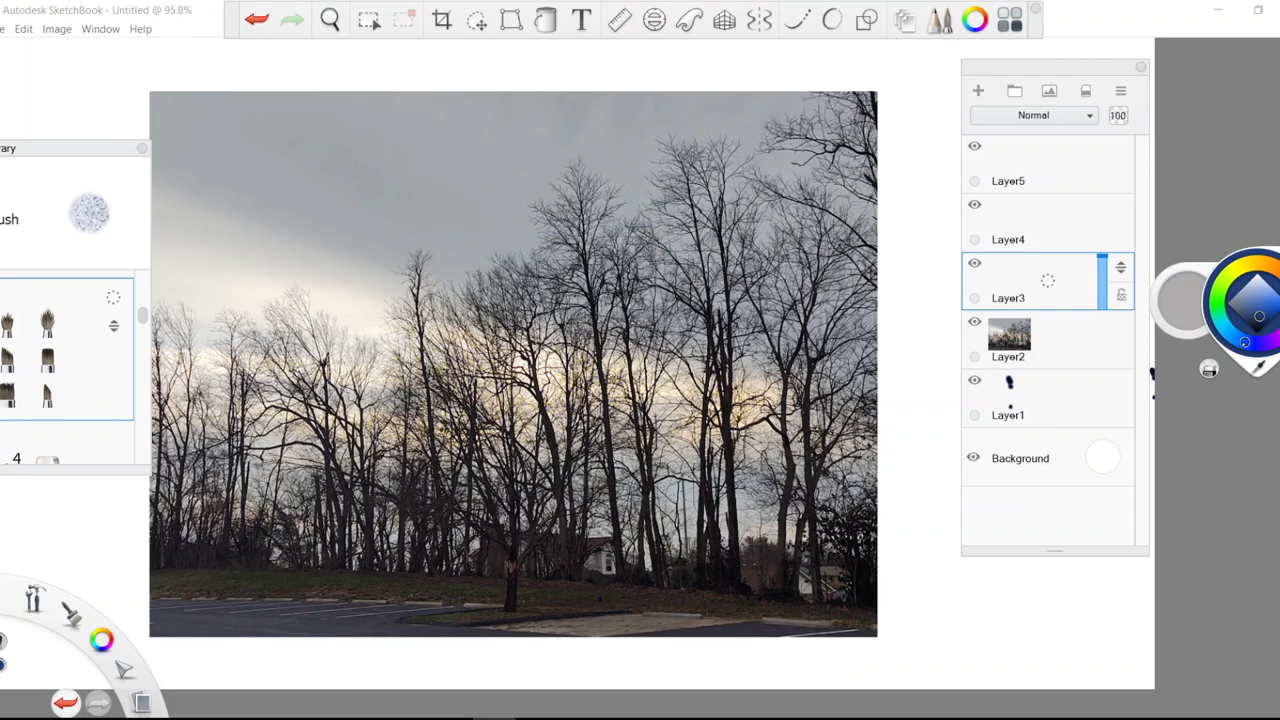 Autodesk SketchBook - Untitled @ 95.8%
e Edit Image Window Help
T
rary
ush
4
Normal
100
Layer5
Layer4
Layer3
Layer2
Layer1
Background